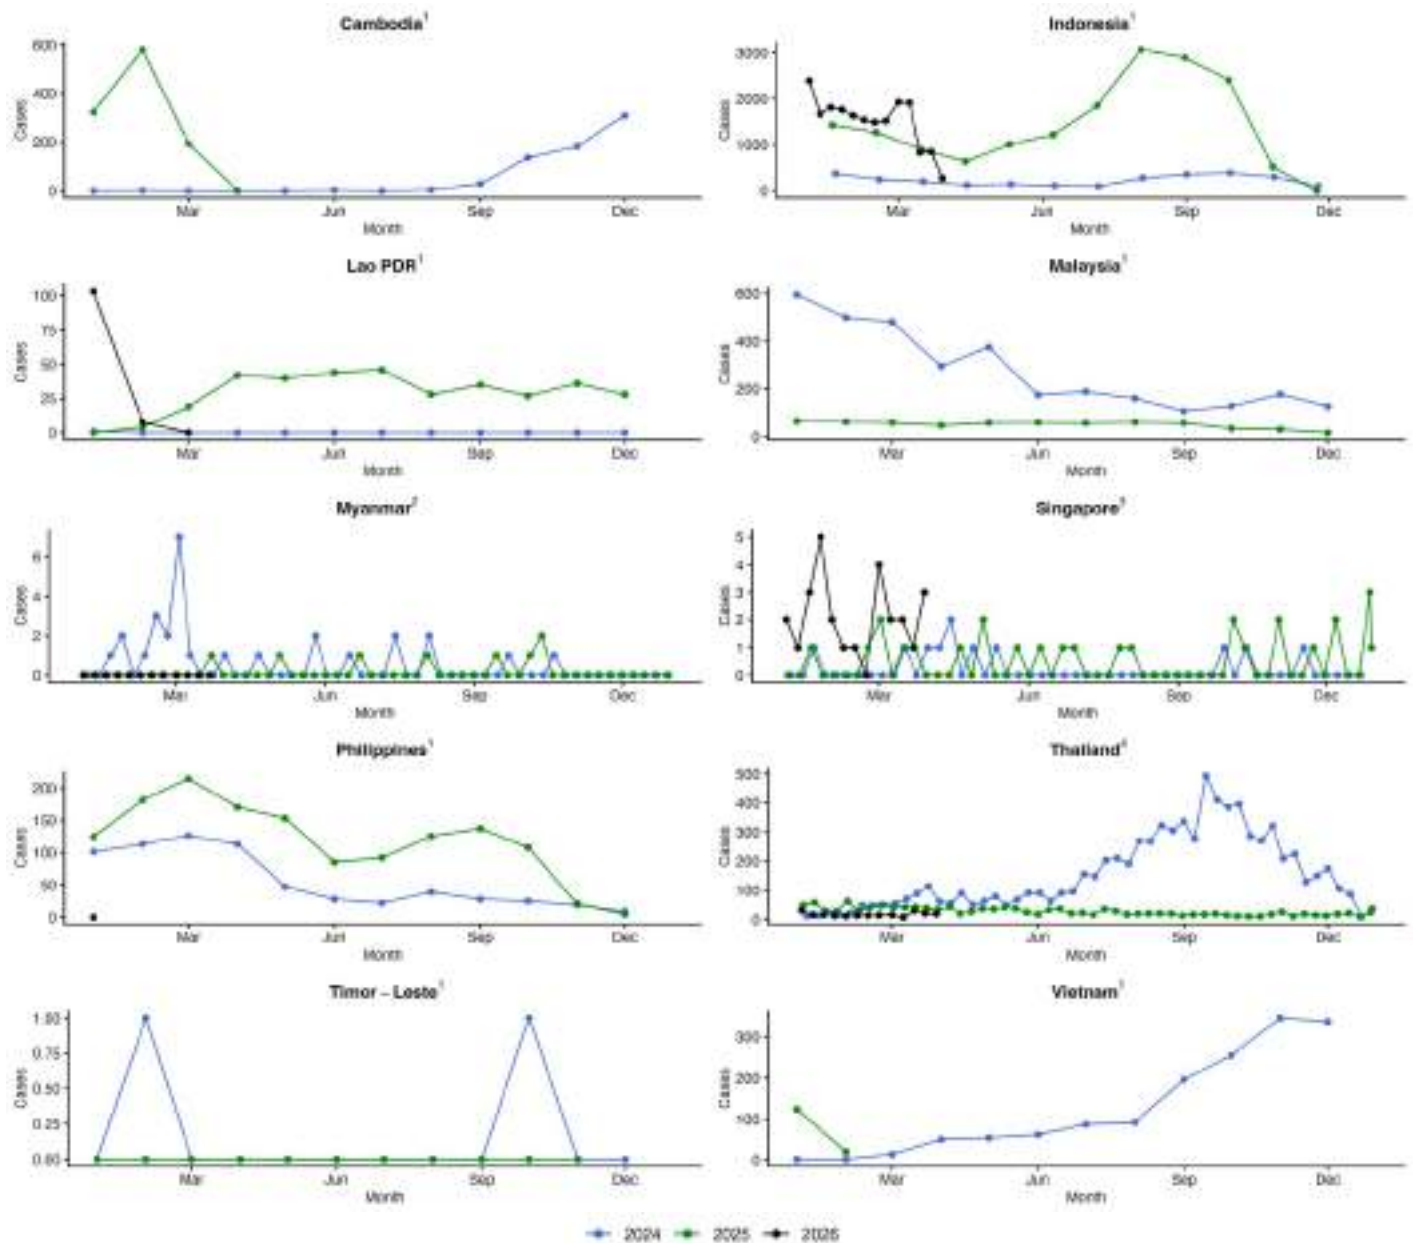 Cambodia¹
600
400
200
0
Cases
Mar Jun Sep Dec
Month
Indonesia¹
3000
2000
1000
0
Cases
Mar Jun Sep Dec
Month
Lao PDR¹
100
75
50
25
0
Cases
Mar Jun Sep Dec
Month
Malaysia¹
600
400
200
0
Cases
Mar Jun Sep Dec
Month
Myanmar²
6
4
2
0
Cases
Mar Jun Sep Dec
Month
Singapore
5
4
3
2
1
0
Cases
Mar Jun Sep Dec
Month
Philippines¹
200
150
100
50
0
Cases
Mar Jun Sep Dec
Month
Thailand
500
400
300
200
100
0
Cases
Mar Jun Sep Dec
Month
Timor – Leste¹
1.00
0.75
0.50
0.25
0.00
Cases
Mar Jun Sep Dec
Month
Vietnam¹
300
200
100
0
Cases
Mar Jun Sep Dec
Month
2024 2025 2026